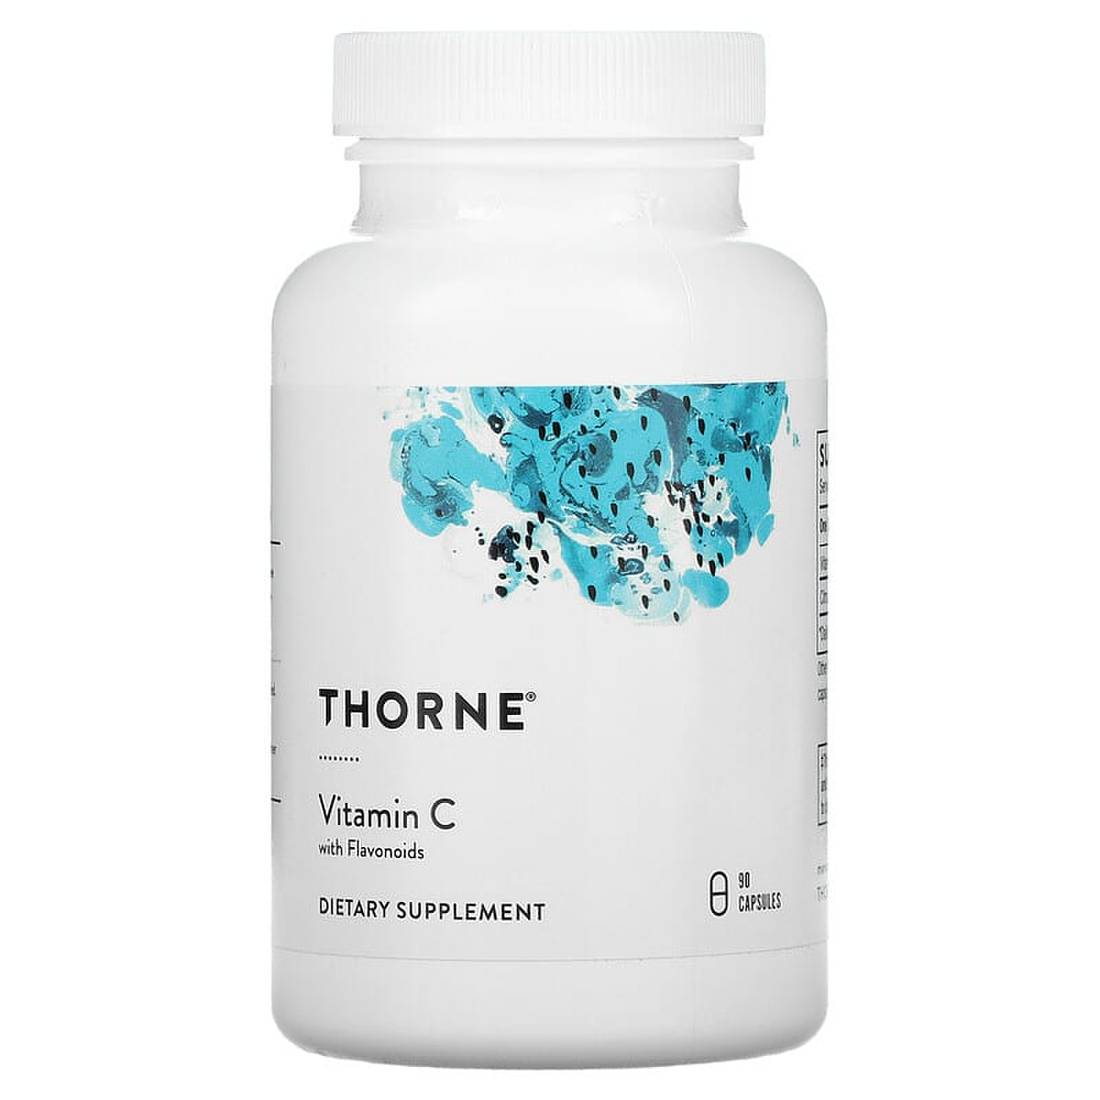 THORNE®
Vitamin C
with Flavonoids
DIETARY SUPPLEMENT
90
CAPSULES